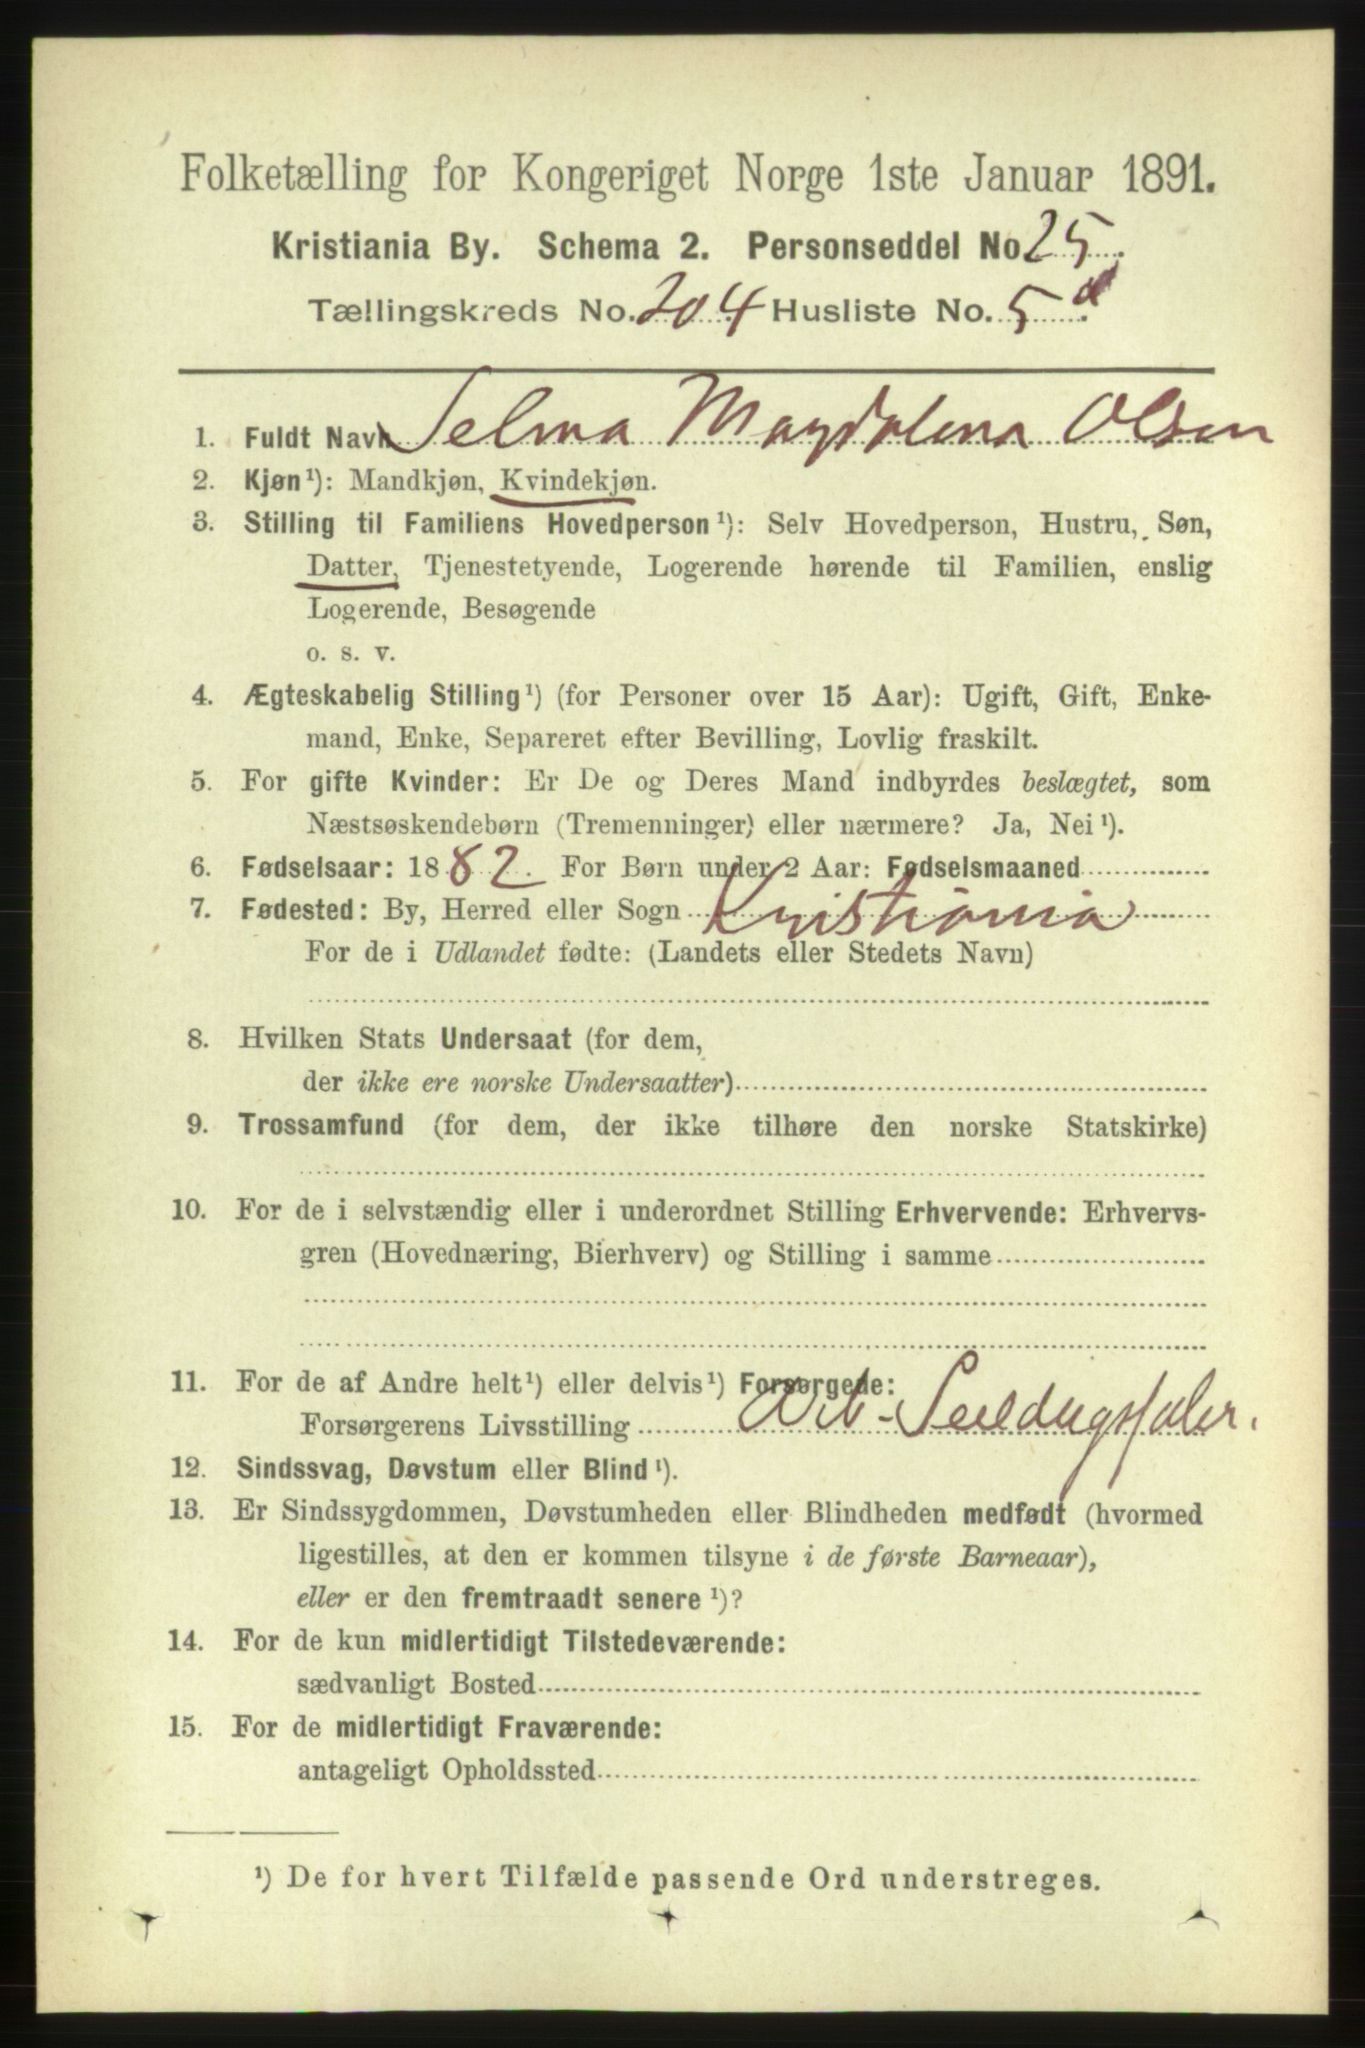 Folketælling for Kongeriget Norge 1ste Januar 1891.
Kristiania By. Schema 2. Personseddel No 25.
Tællingskreds No. 204 Husliste No. 5 d.
1. Fuldt Navn Selma Magdalena Olsen
2. Kjøn¹): Mandkjøn, Kvindekjøn.
3. Stilling til Familiens Hovedperson¹): Selv Hovedperson, Hustru, Søn,
Datter, Tjenestetyende, Logerende hørende til Familien, enslig
Logerende, Besøgende
o. s. v.
4. Ægteskabelig Stilling¹) (for Personer over 15 Aar): Ugift, Gift, Enke-
mand, Enke, Separeret efter Bevilling, Lovlig fraskilt.
5. For gifte Kvinder: Er De og Deres Mand indbyrdes beslægtet, som
Næstsøskendebørn (Tremenninger) eller nærmere? Ja, Nei¹).
6. Fødselsaar: 1882. For Børn under 2 Aar: Fødselsmaaned
7. Fødested: By, Herred eller Sogn Kristiania
For de i Udlandet fødte: (Landets eller Stedets Navn)
8. Hvilken Stats Undersaat (for dem,
der ikke ere norske Undersaatter)
9. Trossamfund (for dem, der ikke tilhøre den norske Statskirke)
10. For de i selvstændig eller i underordnet Stilling Erhvervende: Erhvervs-
gren (Hovednæring, Bierhverv) og Stilling i samme
11. For de af Andre helt¹) eller delvis¹) Forsørgede:
Forsørgerens Livsstilling
12. Sindssvag, Døvstum eller Blind¹).
13. Er Sindssygdommen, Døvstumheden eller Blindheden medfødt (hvormed
ligestilles, at den er kommen tilsyne i de første Barneaar),
eller er den fremtraadt senere¹)?
14. For de kun midlertidigt Tilstedeværende:
sædvanligt Bosted
15. For de midlertidigt Fraværende:
antageligt Opholdssted
¹) De for hvert Tilfælde passende Ord understreges.